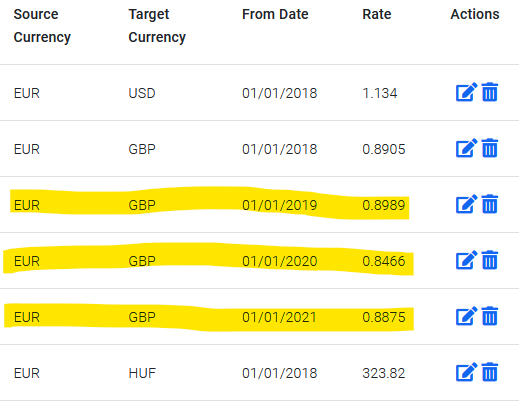 Source Currency Target Currency From Date Rate Actions
EUR USD 01/01/2018 1.134
EUR GBP 01/01/2018 0.8905
EUR GBP 01/01/2019 0.8989
EUR GBP 01/01/2020 0.8466
EUR GBP 01/01/2021 0.8875
EUR HUF 01/01/2018 323.82